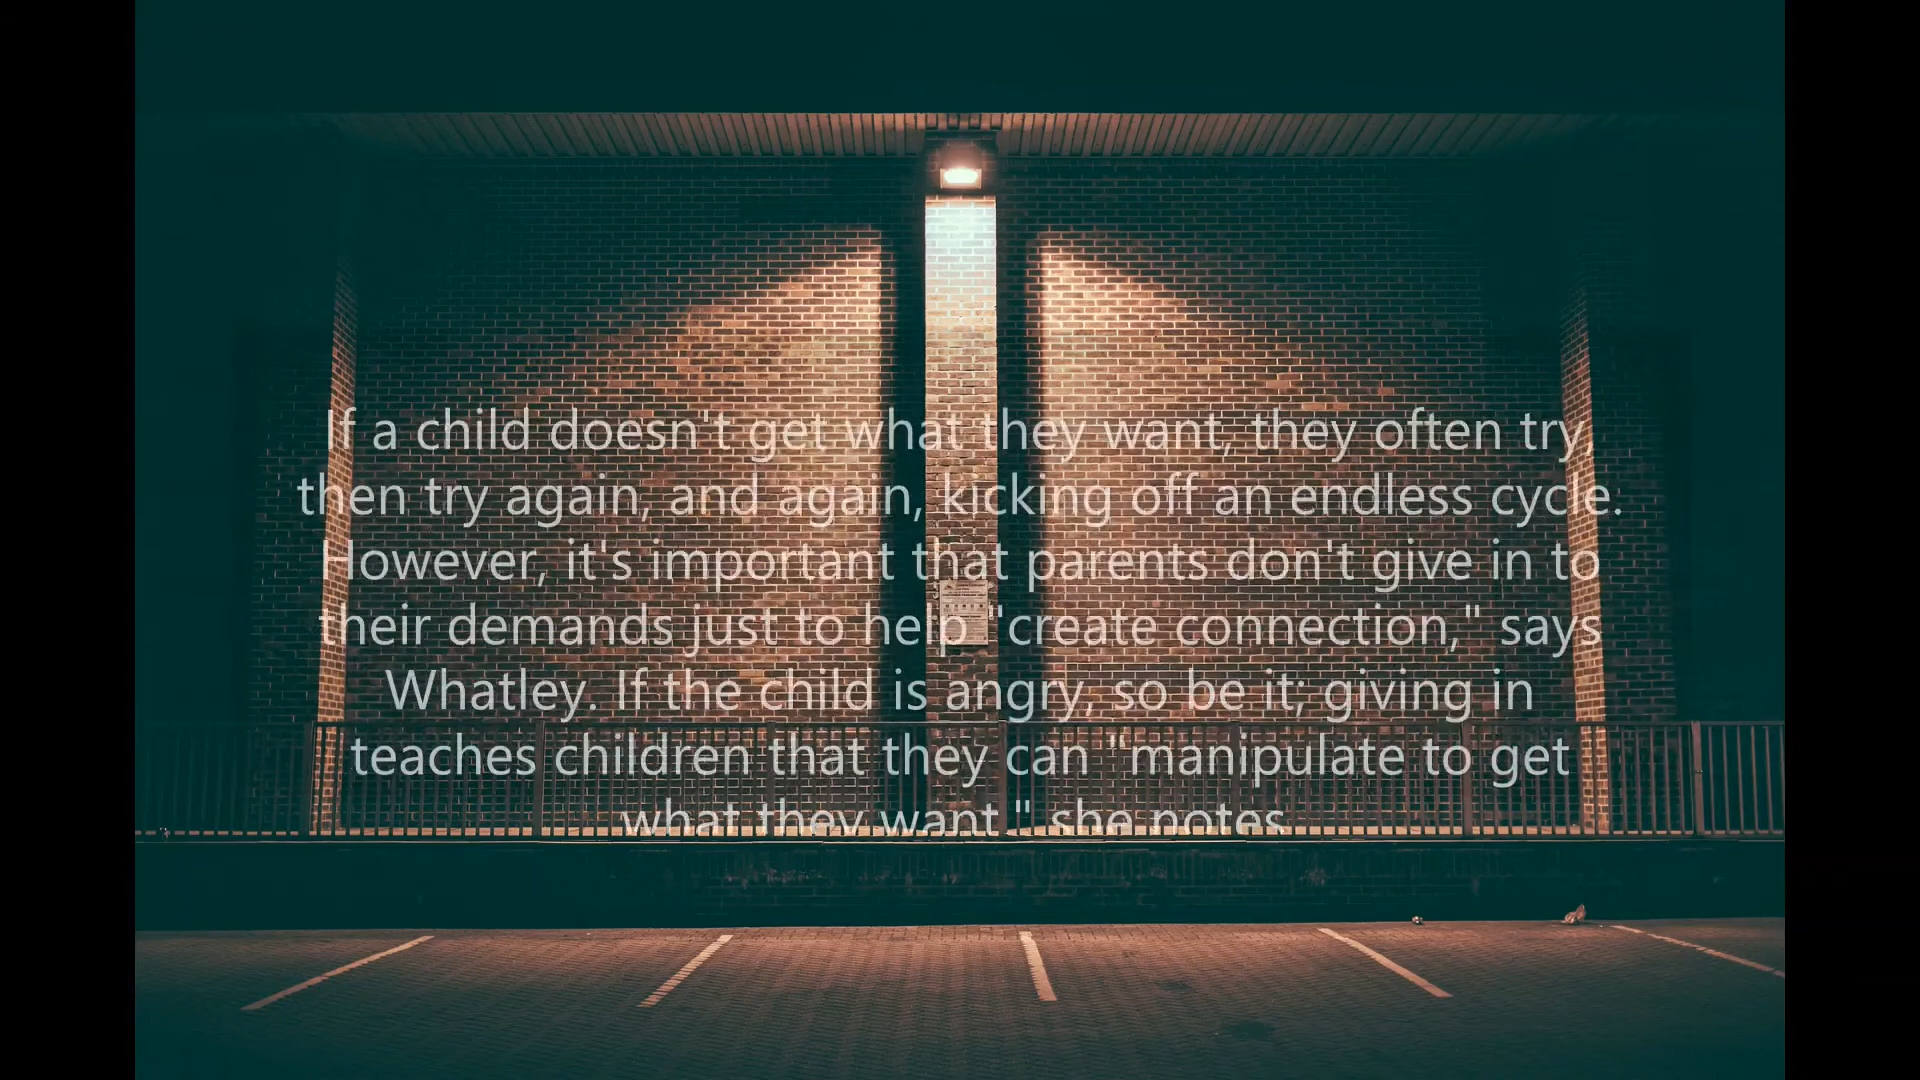 If a child doesn't get what they want, they often try,
then try again, and again, kicking off an endless cycle.
However, it's important that parents don't give in to
their demands just to help "create connection," says
Whatley. If the child is angry, so be it; giving in
teaches children that they can "manipulate to get
what they want," she notes